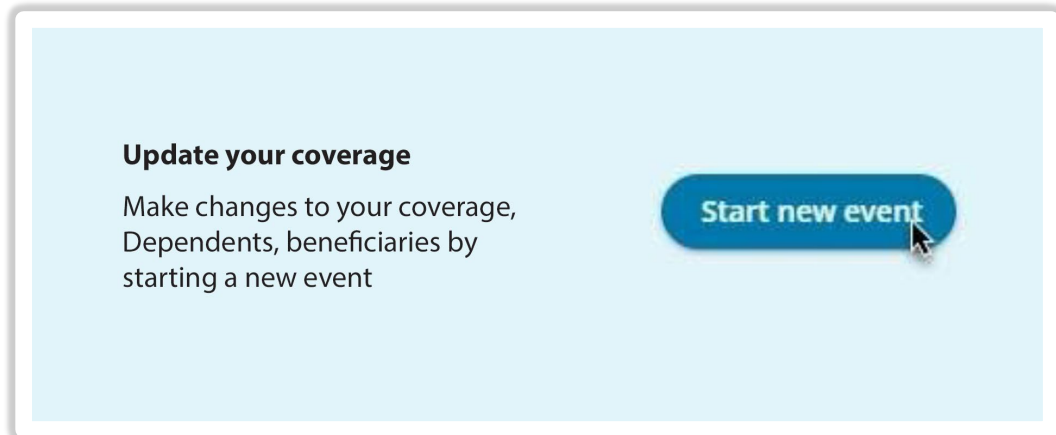 Update your coverage
Make changes to your coverage,
Dependents, beneficiaries by
starting a new event
Start new event